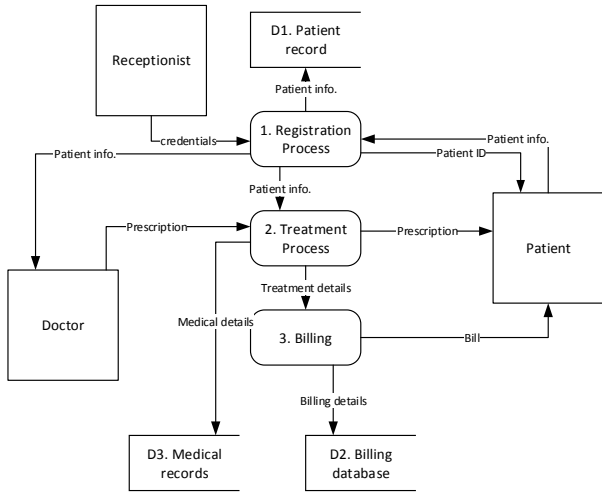 Receptionist
D1. Patient
record
Patient info.
credentials
1. Registration
Process
Patient info.
Patient info.
Patient ID
Patient info.
Prescription
2. Treatment
Process
Prescription
Patient
Doctor
Treatment details
Medical details
3. Billing
Bill
Billing details
D3. Medical
records
D2. Billing
database